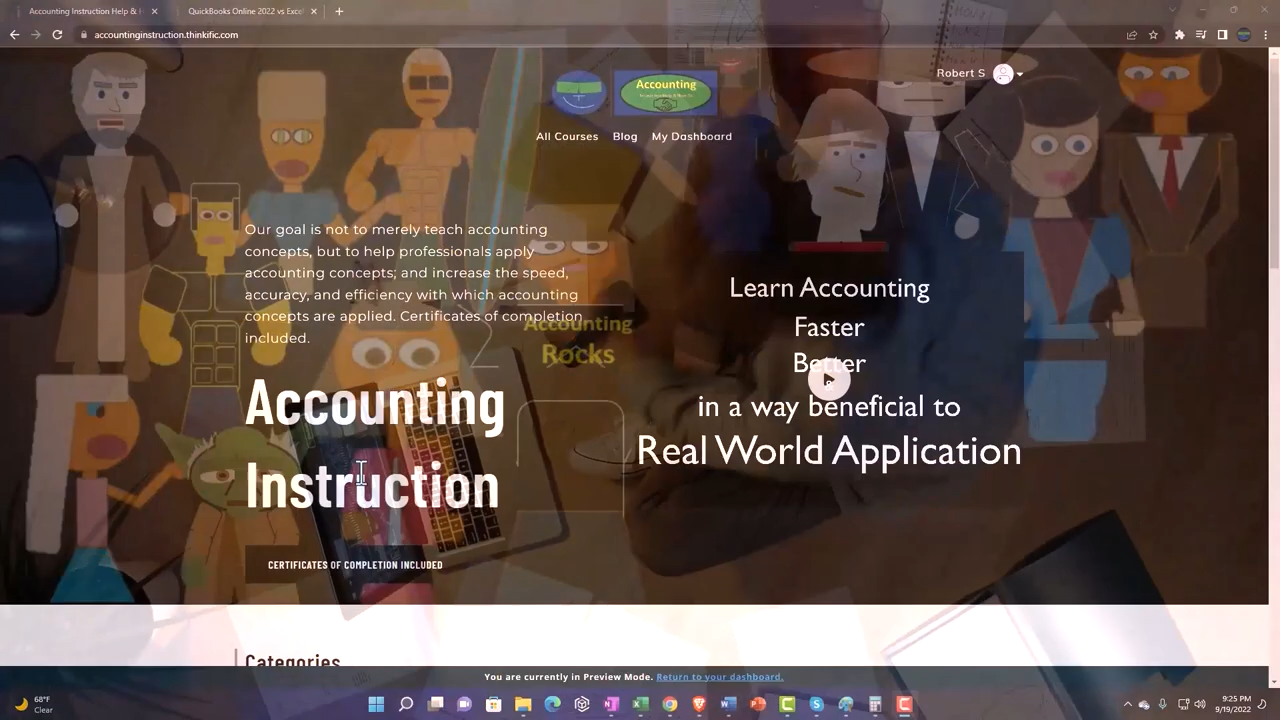 Accounting Instruction Help &
QuickBooks Online 2022 vs Exce
accountinginstruction.thinkific.com
Robert S
Accounting
All Courses Blog My Dashboard
Our goal is not to merely teach accounting
concepts, but to help professionals apply
accounting concepts; and increase the speed,
accuracy, and efficiency with which accounting
concepts are applied. Certificates of completion
included.
Accounting
Rocks
Accounting
Instruction
CERTIFICATES OF COMPLETION INCLUDED
Learn Accounting
Faster
Better
&
in a way beneficial to
Real World Application
Categories
You are currently in Preview Mode. Return to your dashboard.
68°F
Clear
9:25 PM
9/19/2022